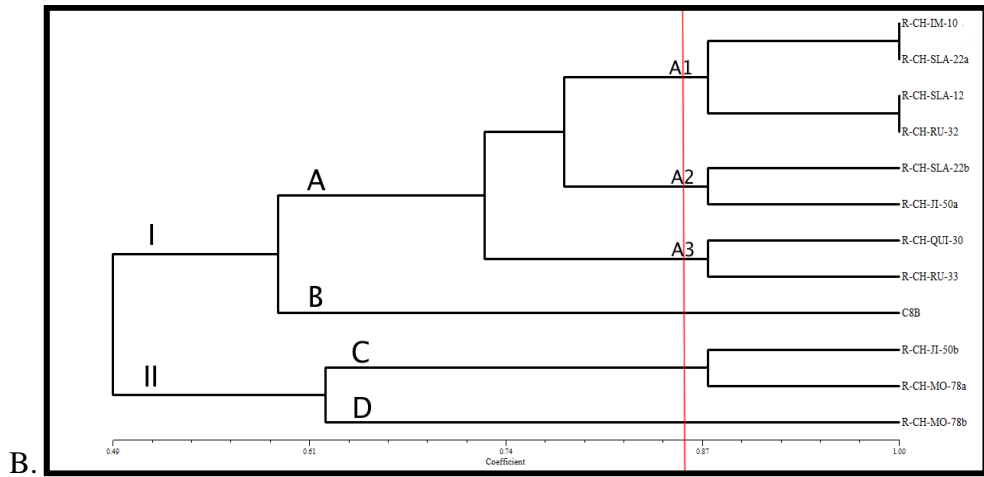 R-CH-IM-10
R-CH-SLA-22a
A1
R-CH-SLA-12
R-CH-RU-32
R-CH-SLA-22b
A2
A
R-CH-JI-50a
I
R-CH-QUI-30
A3
R-CH-RU-33
B
C8B
R-CH-JI-50b
C
II
R-CH-MO-78a
D
R-CH-MO-78b
0.49 0.61 0.74 0.87 1.00
Coefficient
B.